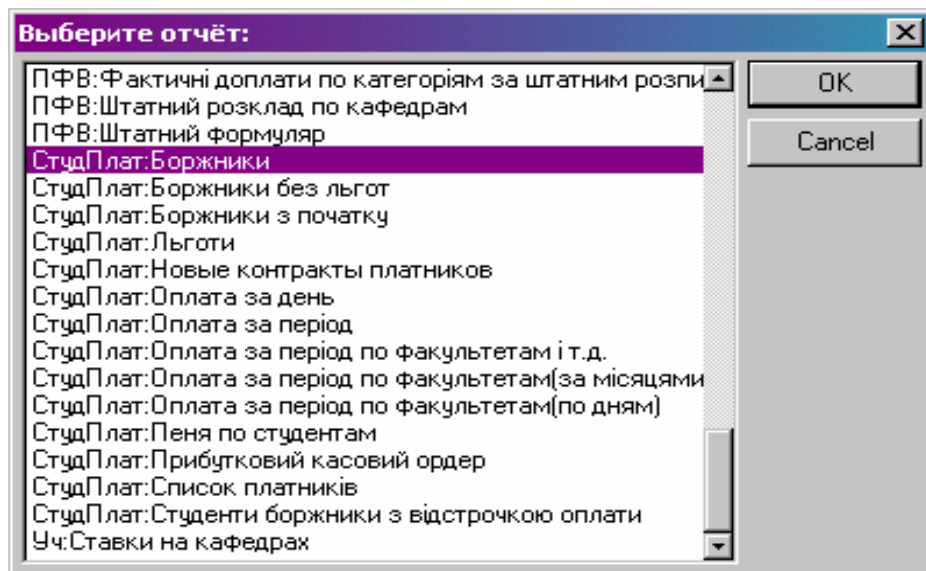 Выберите отчёт:
ПФВ:Фактичні доплати по категоріям за штатним розпи
ПФВ:Штатний розклад по кафедрам
ПФВ:Штатний формуляр
СтудПлат:Боржники
СтудПлат:Боржники без льгот
СтудПлат:Боржники з початку
СтудПлат:Льготи
СтудПлат:Новые контракты платников
СтудПлат:Оплата за день
СтудПлат:Оплата за період
СтудПлат:Оплата за період по факультетам і т.д.
СтудПлат:Оплата за період по факультетам(за місяцями
СтудПлат:Оплата за період по факультетам(по дням)
СтудПлат:Пеня по студентам
СтудПлат:Прибутковий касовий ордер
СтудПлат:Список платників
СтудПлат:Студенти боржники з відстрочкою оплати
Уч:Ставки на кафедрах
OK
Cancel